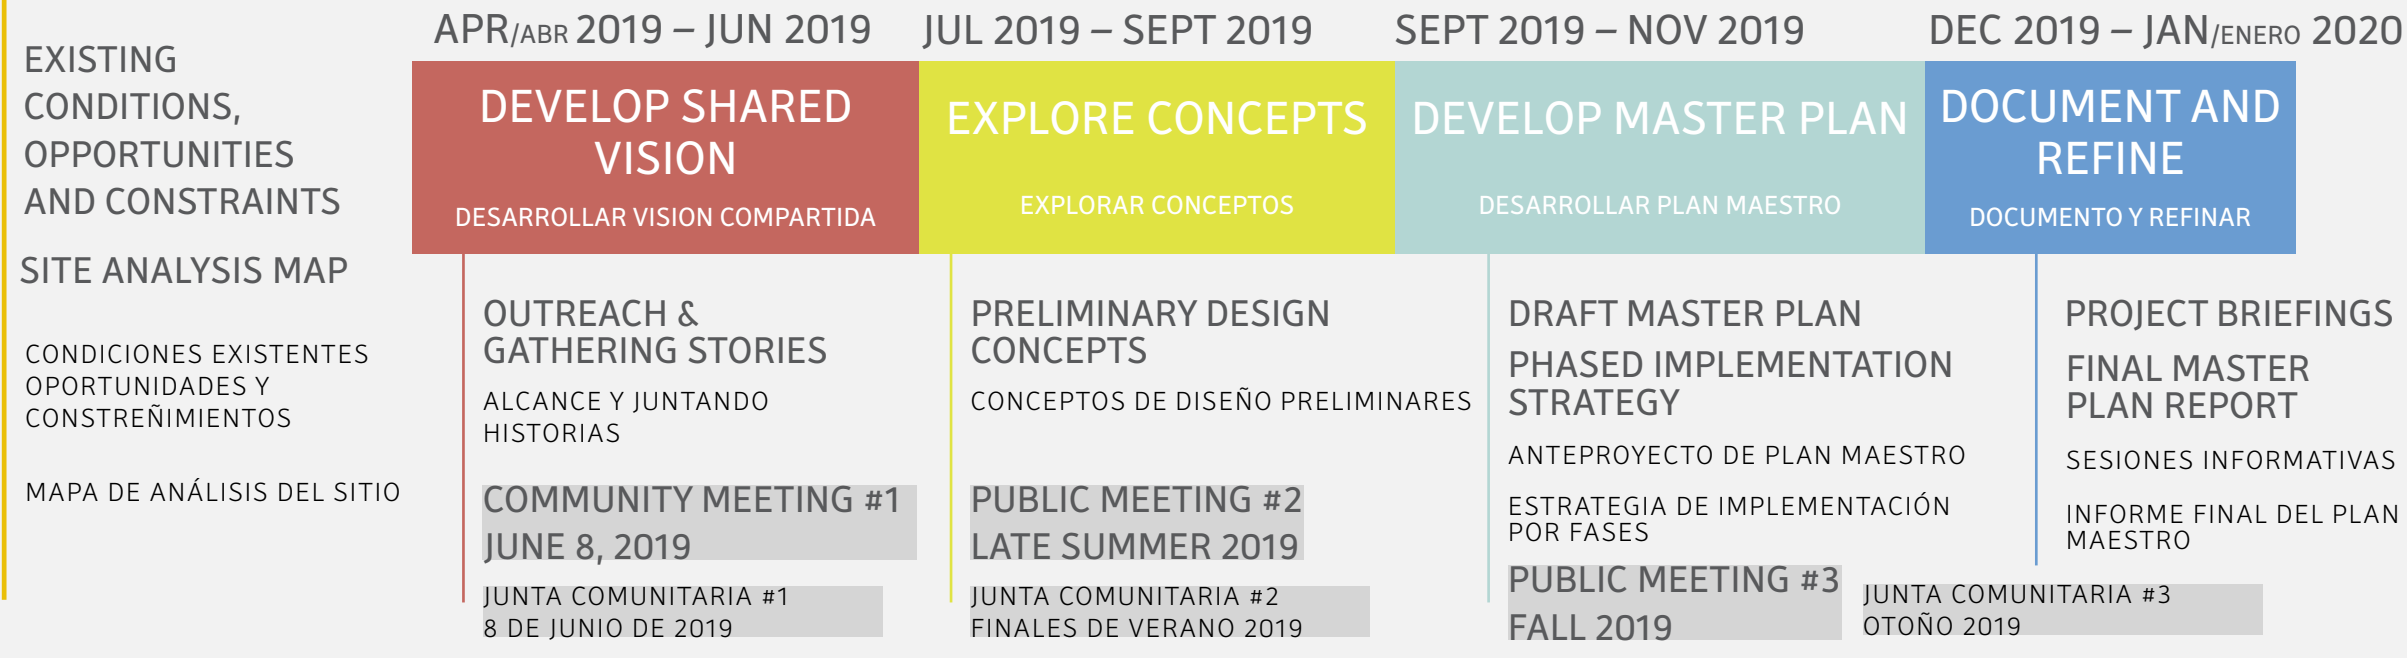 EXISTING
CONDITIONS,
OPPORTUNITIES
AND CONSTRAINTS
SITE ANALYSIS MAP
CONDICIONES EXISTENTES
OPORTUNIDADES Y
CONSTREÑIMIENTOS
MAPA DE ANÁLISIS DEL SITIO
APR/ABR 2019 – JUN 2019
DEVELOP SHARED
VISION
DESARROLLAR VISION COMPARTIDA
OUTREACH &
GATHERING STORIES
ALCANCE Y JUNTANDO
HISTORIAS
COMMUNITY MEETING #1
JUNE 8, 2019
JUNTA COMUNITARIA #1
8 DE JUNIO DE 2019
JUL 2019 – SEPT 2019
EXPLORE CONCEPTS
EXPLORAR CONCEPTOS
PRELIMINARY DESIGN
CONCEPTS
CONCEPTOS DE DISEÑO PRELIMINARES
PUBLIC MEETING #2
LATE SUMMER 2019
JUNTA COMUNITARIA #2
FINALES DE VERANO 2019
SEPT 2019 – NOV 2019
DEVELOP MASTER PLAN
DESARROLLAR PLAN MAESTRO
DRAFT MASTER PLAN
PHASED IMPLEMENTATION
STRATEGY
ANTEPROYECTO DE PLAN MAESTRO
ESTRATEGIA DE IMPLEMENTACIÓN
POR FASES
PUBLIC MEETING #3
FALL 2019
JUNTA COMUNITARIA #3
OTOÑO 2019
DEC 2019 – JAN/ENERO 2020
DOCUMENT AND
REFINE
DOCUMENTO Y REFINAR
PROJECT BRIEFINGS
FINAL MASTER
PLAN REPORT
SESIONES INFORMATIVAS
INFORME FINAL DEL PLAN
MAESTRO